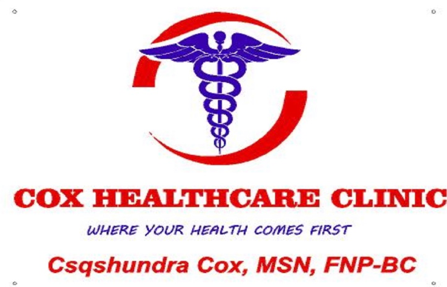 COX HEALTHCARE CLINIC
WHERE YOUR HEALTH COMES FIRST
Csqshundra Cox, MSN, FNP-BC